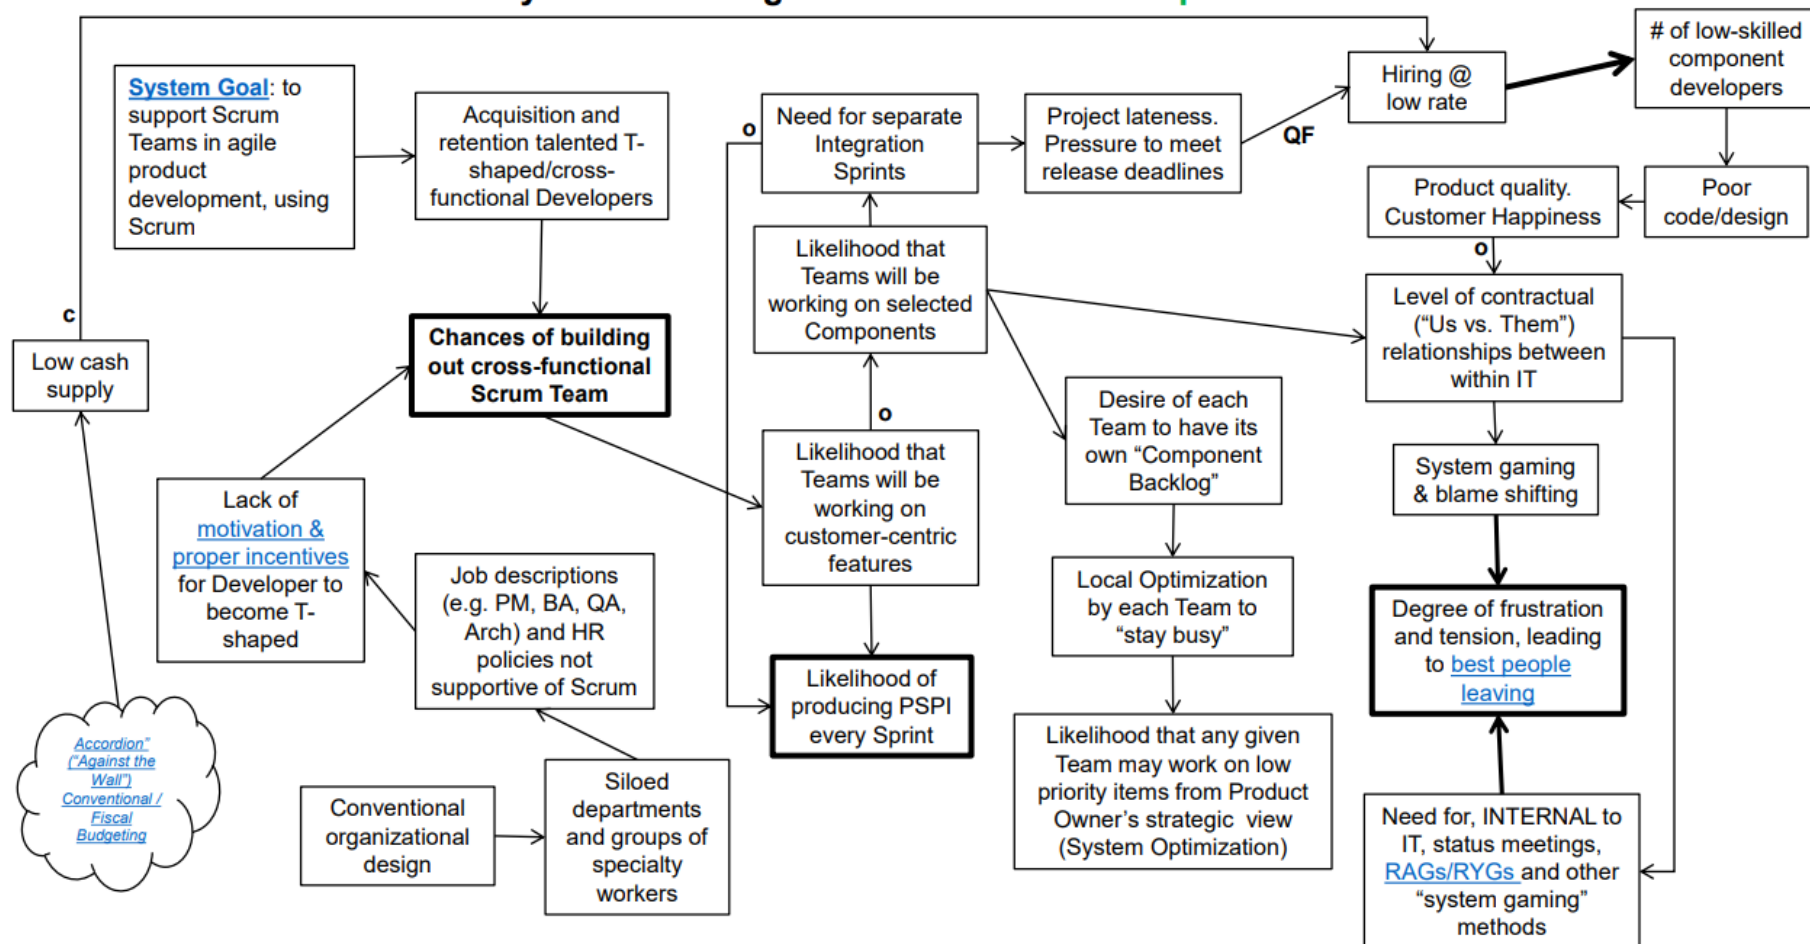 System Goal: to
support Scrum
Teams in agile
product
development, using
Scrum
Acquisition and
retention talented T-
shaped/cross-
functional Developers
o
Need for separate
Integration
Sprints
Project lateness.
Pressure to meet
release deadlines
QF
Hiring @
low rate
# of low-skilled
component
developers
Product quality.
Customer Happiness
o
Poor
code/design
Likelihood that
Teams will be
working on selected
Components
o
Level of contractual
(“Us vs. Them”)
relationships between
within IT
c
Low cash
supply
Chances of building
out cross-functional
Scrum Team
Likelihood that
Teams will be
working on
customer-centric
features
Desire of each
Team to have its
own “Component
Backlog”
System gaming
& blame shifting
Lack of
motivation &
proper incentives
for Developer to
become T-
shaped
Job descriptions
(e.g. PM, BA, QA,
Arch) and HR
policies not
supportive of Scrum
Local Optimization
by each Team to
“stay busy”
Degree of frustration
and tension, leading
to best people
leaving
Likelihood of
producing PSPI
every Sprint
Likelihood that any given
Team may work on low
priority items from Product
Owner’s strategic view
(System Optimization)
Accordion”
(“Against the
Wall”)
Conventional /
Fiscal
Budgeting
Conventional
organizational
design
Siloed
departments
and groups of
specialty
workers
Need for, INTERNAL to
IT, status meetings,
RAGs/RYGs and other
“system gaming”
methods